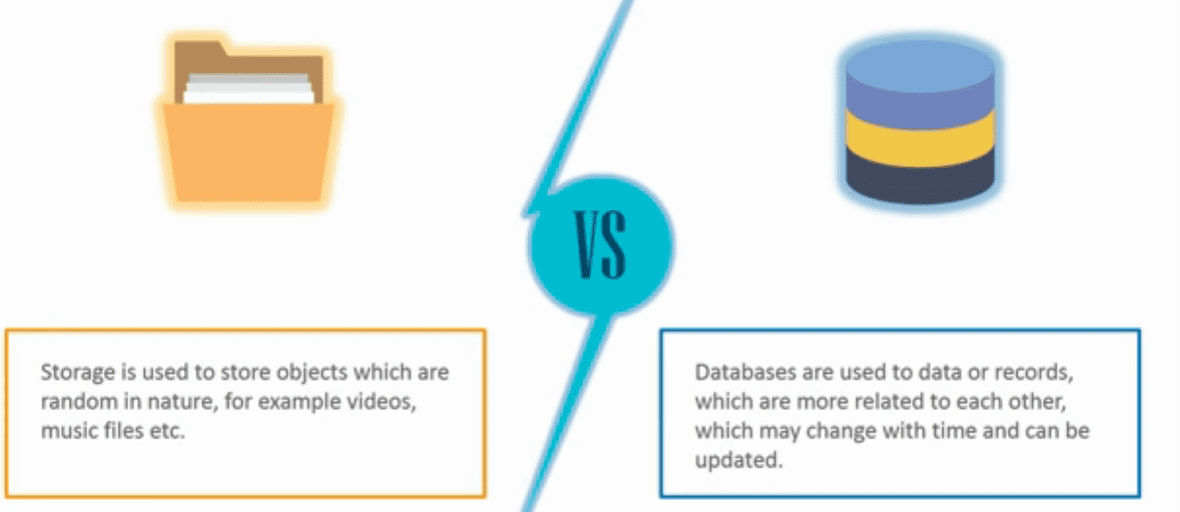 VS
Storage is used to store objects which are
random in nature, for example videos,
music files etc.
Databases are used to data or records,
which are more related to each other,
which may change with time and can be
updated.